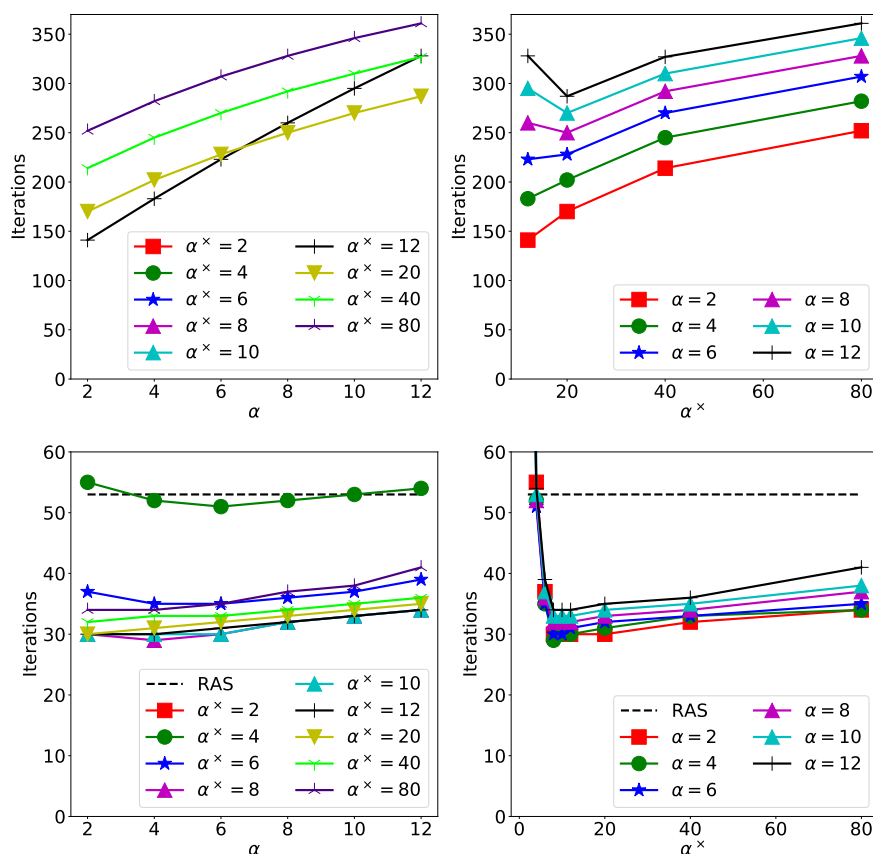 350
300
250
200
150
100
50
0
Iterations
α× = 2
α× = 4
α× = 6
α× = 8
α× = 10
α× = 12
α× = 20
α× = 40
α× = 80
2 4 6 8 10 12
α
350
300
250
200
150
100
50
0
Iterations
α = 2
α = 4
α = 6
α = 8
α = 10
α = 12
20 40 60 80
α×
60
50
40
30
20
10
0
Iterations
RAS
α× = 2
α× = 4
α× = 6
α× = 8
α× = 10
α× = 12
α× = 20
α× = 40
α× = 80
2 4 6 8 10 12
α
60
50
40
30
20
10
0
Iterations
RAS
α = 2
α = 4
α = 6
α = 8
α = 10
α = 12
0 20 40 60 80
α×